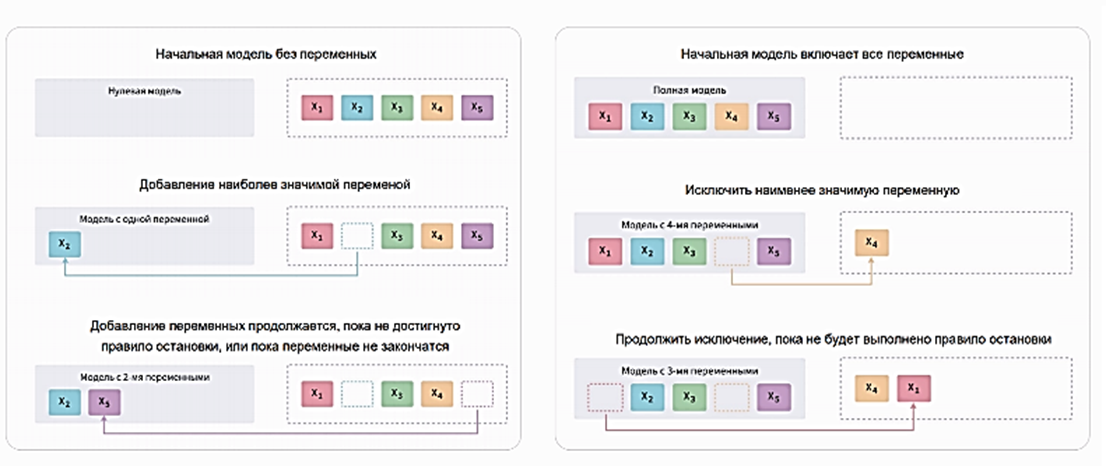 Начальная модель без переменных
Нулевая модель
X1 X2 X3 X4 X5
Добавление наиболее значимой переменой
Модель с одной переменной
X2
X1 X3 X4 X5
Добавление переменных продолжается, пока не достигнуто
правило остановки, или пока переменные не закончатся
Модель с 2-мя переменными
X2 X5
X1 X3 X4
Начальная модель включает все переменные
Полная модель
X1 X2 X3 X4 X5
Исключить наимнее значимую переменную
Модель с 4-мя переменными
X1 X2 X3 X5
X4
Продолжить исключение, пока не будет выполнено правило остановки
Модель с 3-мя переменными
X2 X3 X5
X4 X1